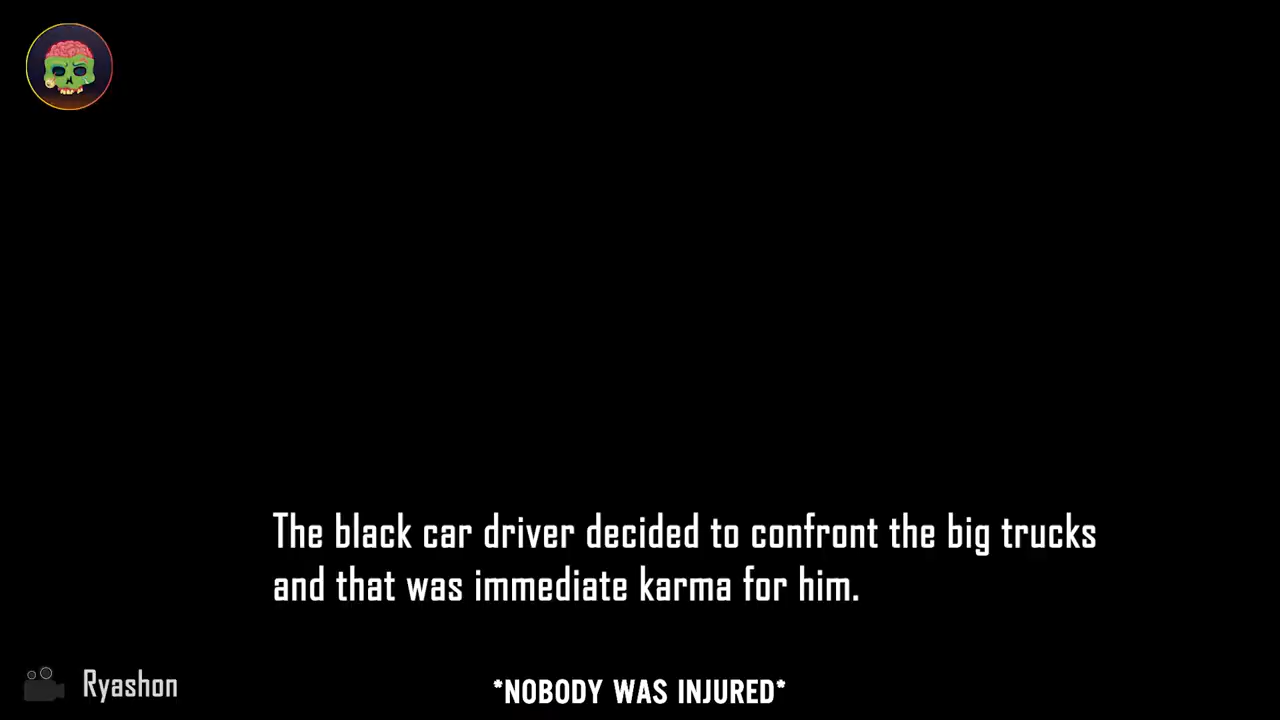 The black car driver decided to confront the big trucks
and that was immediate karma for him.
Ryashon
*NOBODY WAS INJURED*